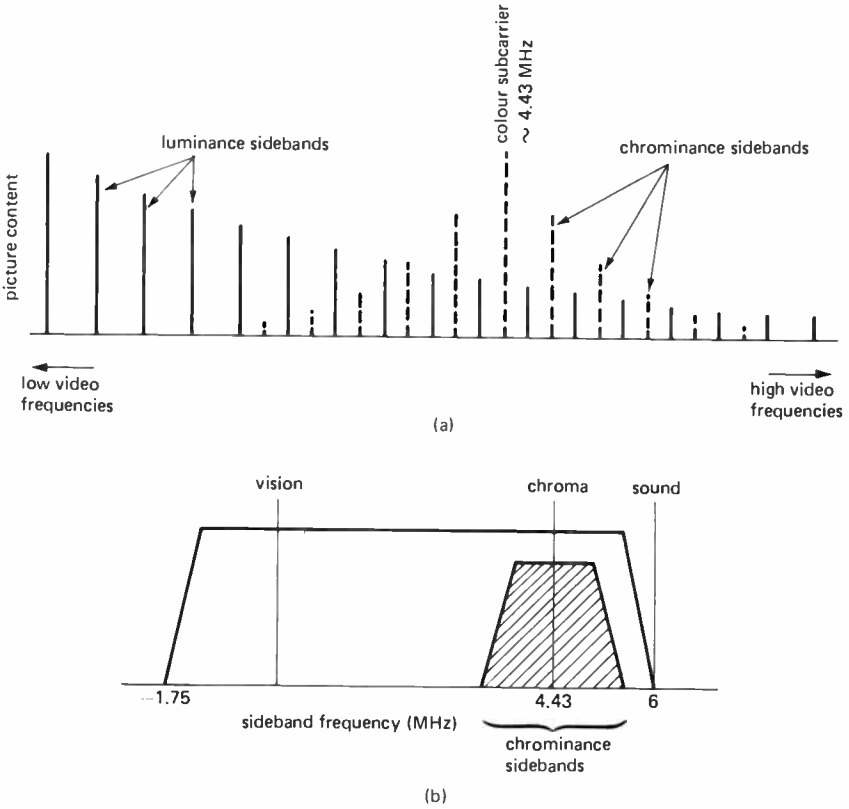 colour subcarrier
~ 4.43 MHz
luminance sidebands
chrominance sidebands
picture content
low video
frequencies
high video
frequencies
(a)
vision
chroma
sound
–1.75
4.43
6
sideband frequency (MHz)
chrominance
sidebands
(b)